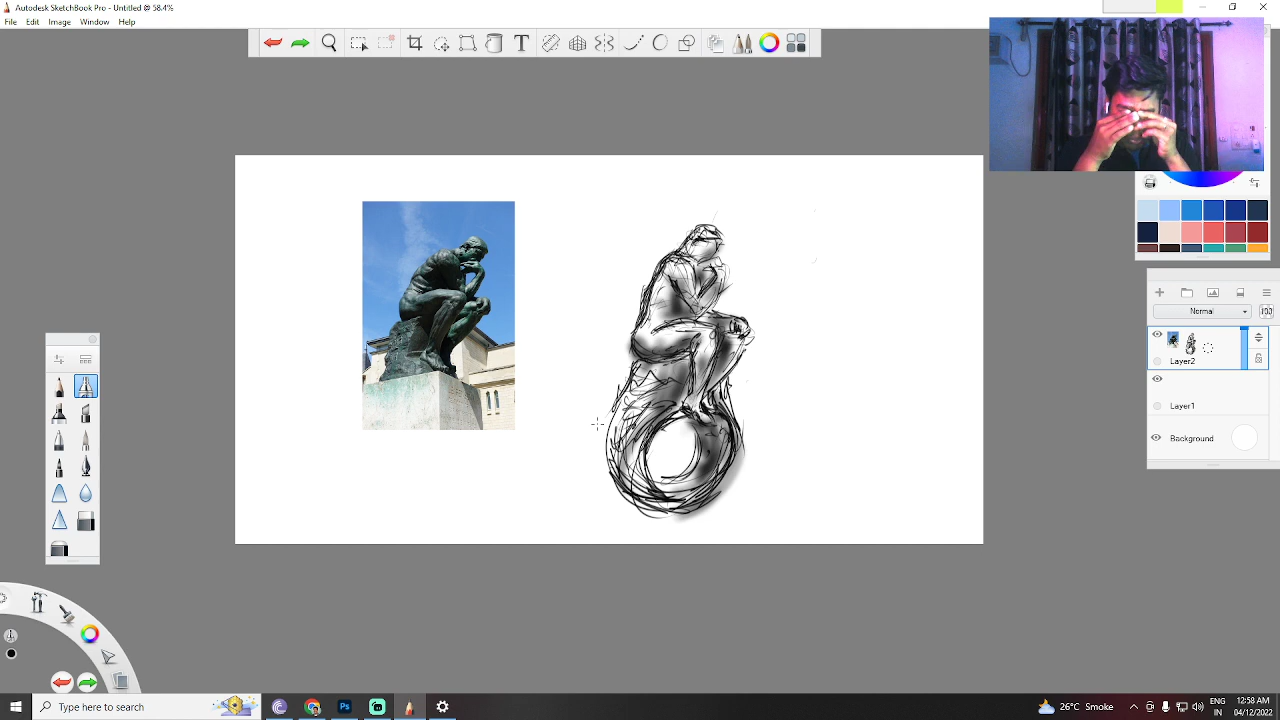 Autodesk SketchBook Pro - Untitled @ 58.4%
File Edit Image Window Help
T
Normal
Layer2
Layer1
Background
Type here to search
26°C Smoke
ENG
IN
12:58 AM
04/12/2022